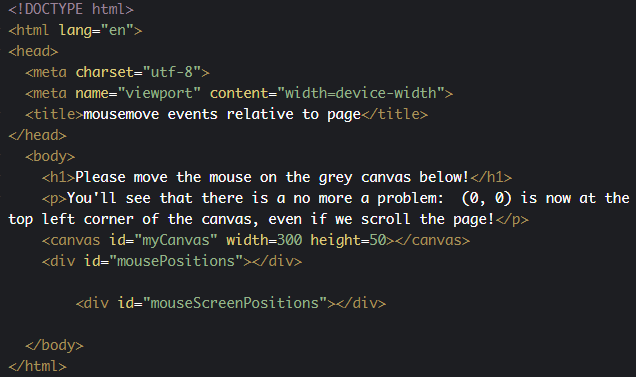 <!DOCTYPE html>
<html lang="en">
<head>
  <meta charset="utf-8">
  <meta name="viewport" content="width=device-width">
  <title>mousemove events relative to page</title>
</head>
  <body>
    <h1>Please move the mouse on the grey canvas below!</h1>
    <p>You'll see that there is a no more a problem:  (0, 0) is now at the
top left corner of the canvas, even if we scroll the page!</p>
    <canvas id="myCanvas" width=300 height=50></canvas>
    <div id="mousePositions"></div>
        <div id="mouseScreenPositions"></div>
  </body>
</html>